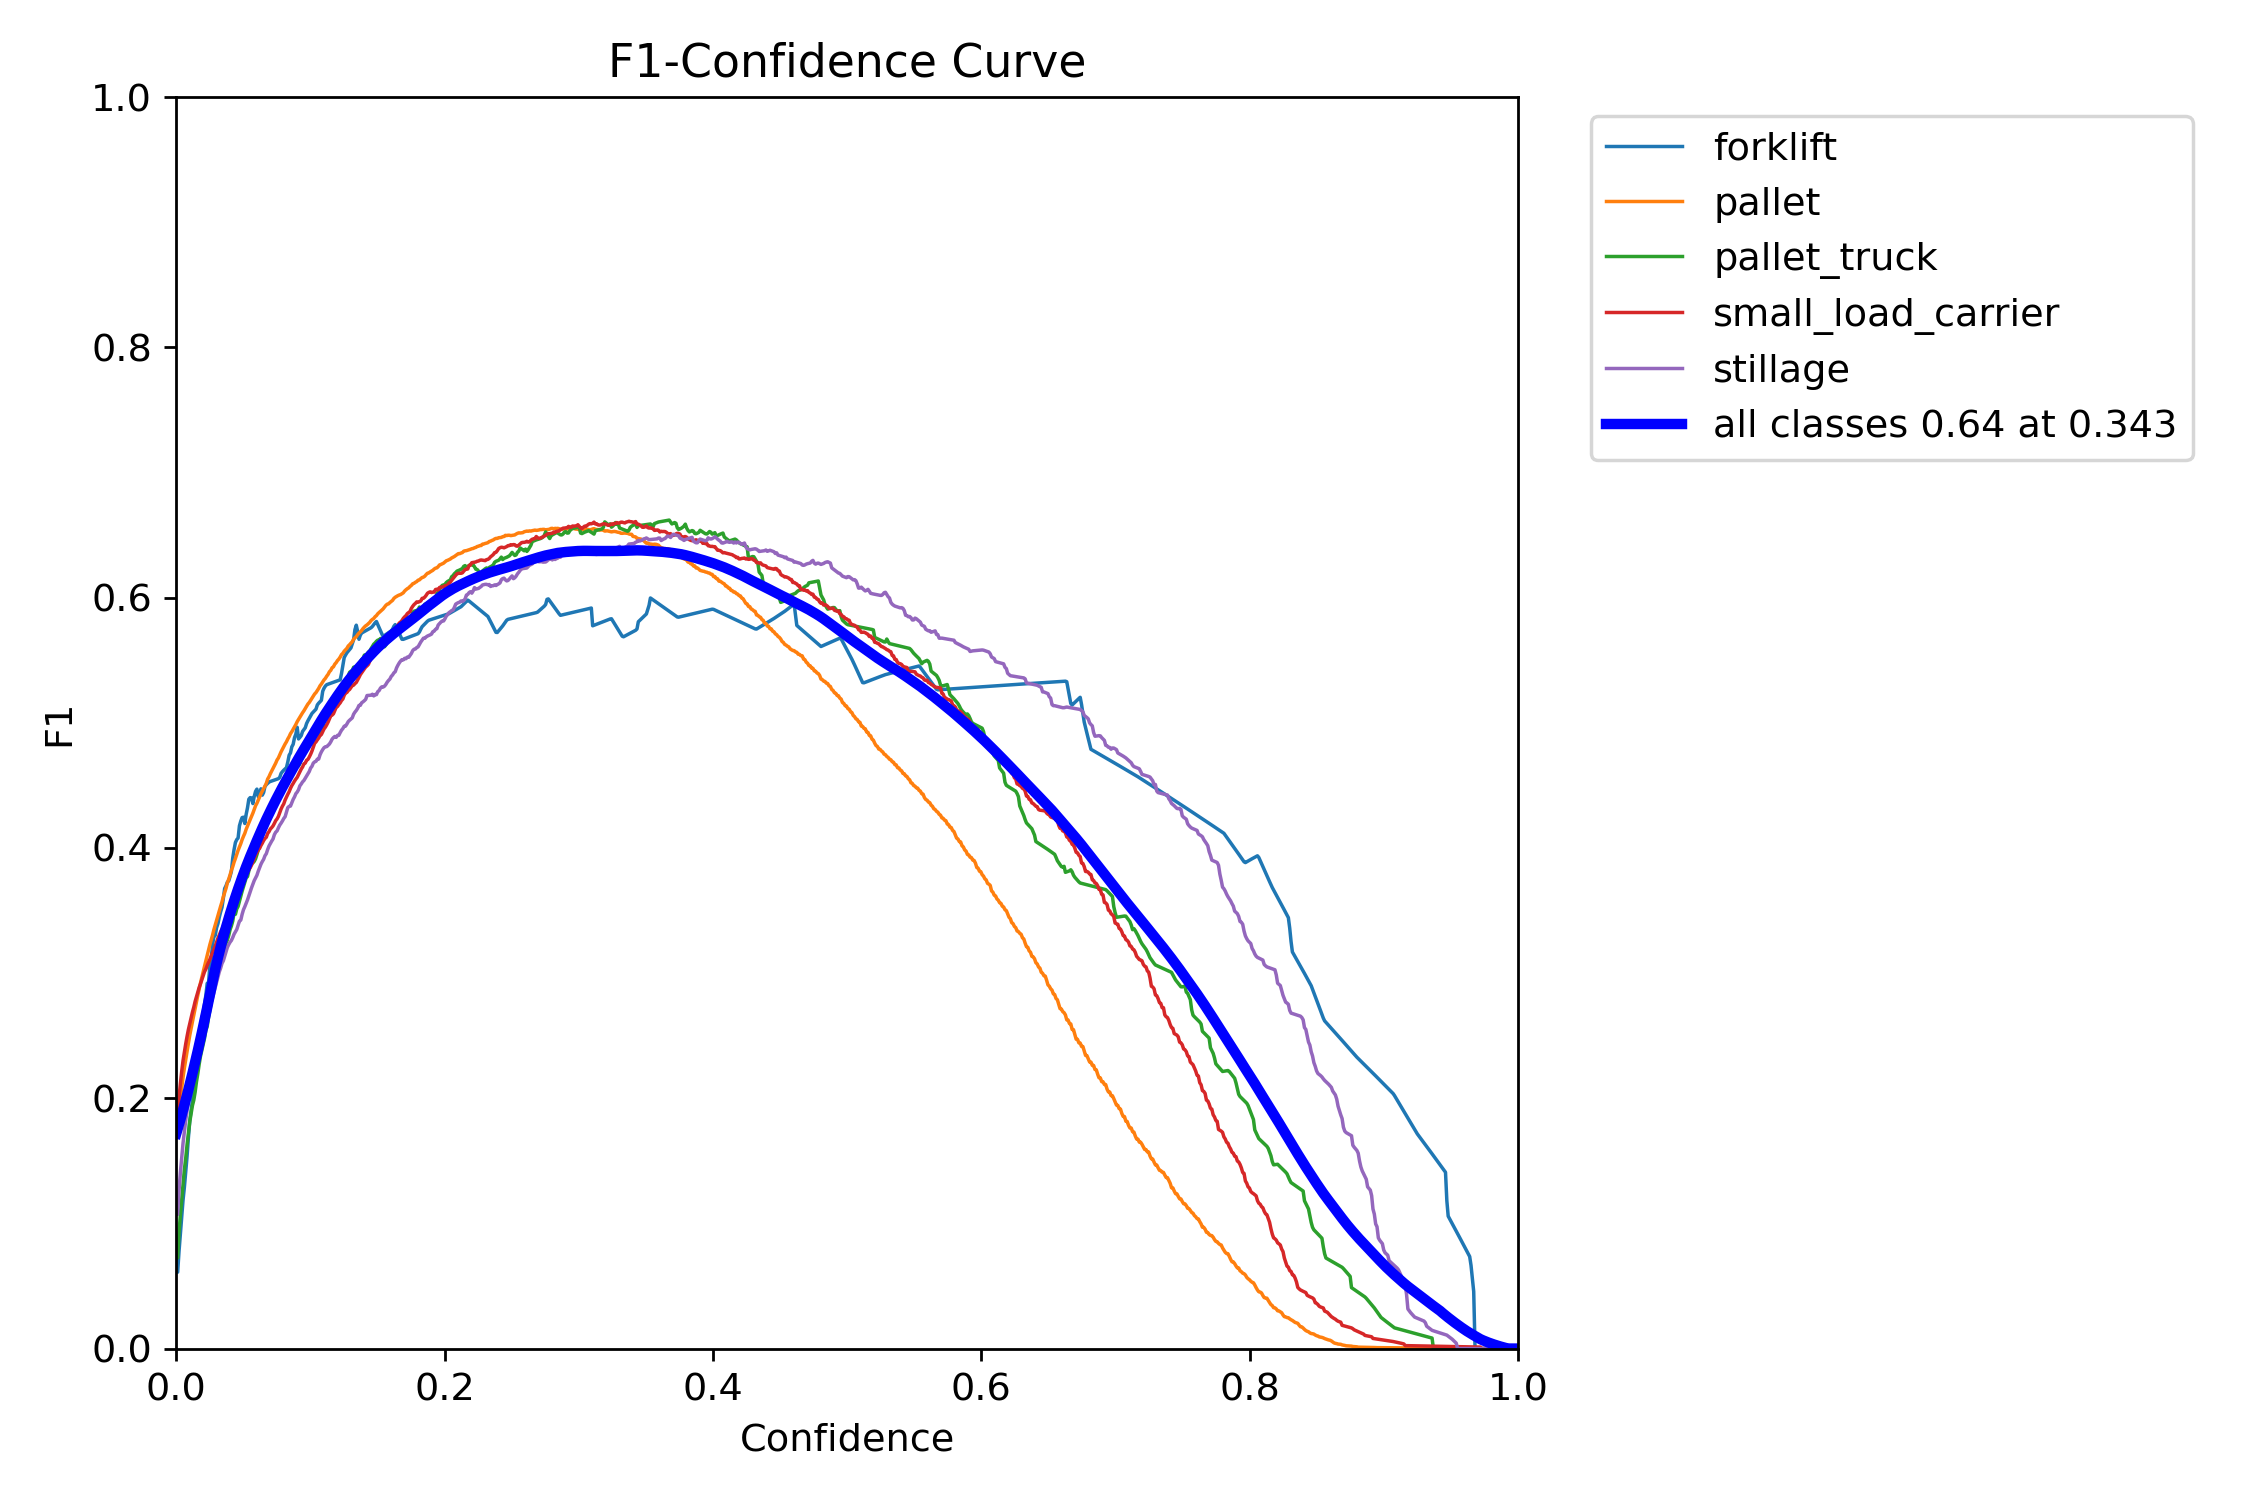 F1-Confidence Curve
1.0
0.8
0.6
0.4
0.2
0.0
F1
0.0 0.2 0.4 0.6 0.8 1.0
Confidence
forklift
pallet
pallet_truck
small_load_carrier
stillage
all classes 0.64 at 0.343